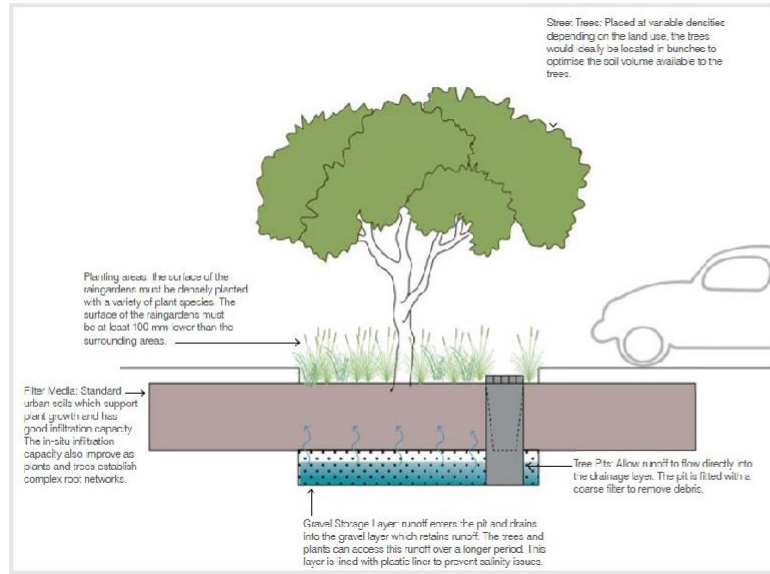 Street Trees: Placed at variable densities
depending on the land use, the trees
would ideally be located in bunches to
optimise the soil volume available to the
trees.
Planting areas: the surface of the
raingardens must be densely planted
with a variety of plant species. The
surface of the raingardens must
be at least 100 mm lower than the
surrounding areas.
Filter Media: Standard
urban soils which support
plant growth and has
good infiltration capacity.
The in-situ infiltration
capacity also improve as
plants and trees establish
complex root networks.
Tree Pits: Allow runoff to flow directly into
the drainage layer. The pit is fitted with a
coarse filter to remove debris.
Gravel Storage Layer: runoff enters the pit and drains
into the gravel layer which retains runoff. The trees and
plants can access this runoff over a longer period. This
layer is lined with plastic liner to prevent salinity issues.